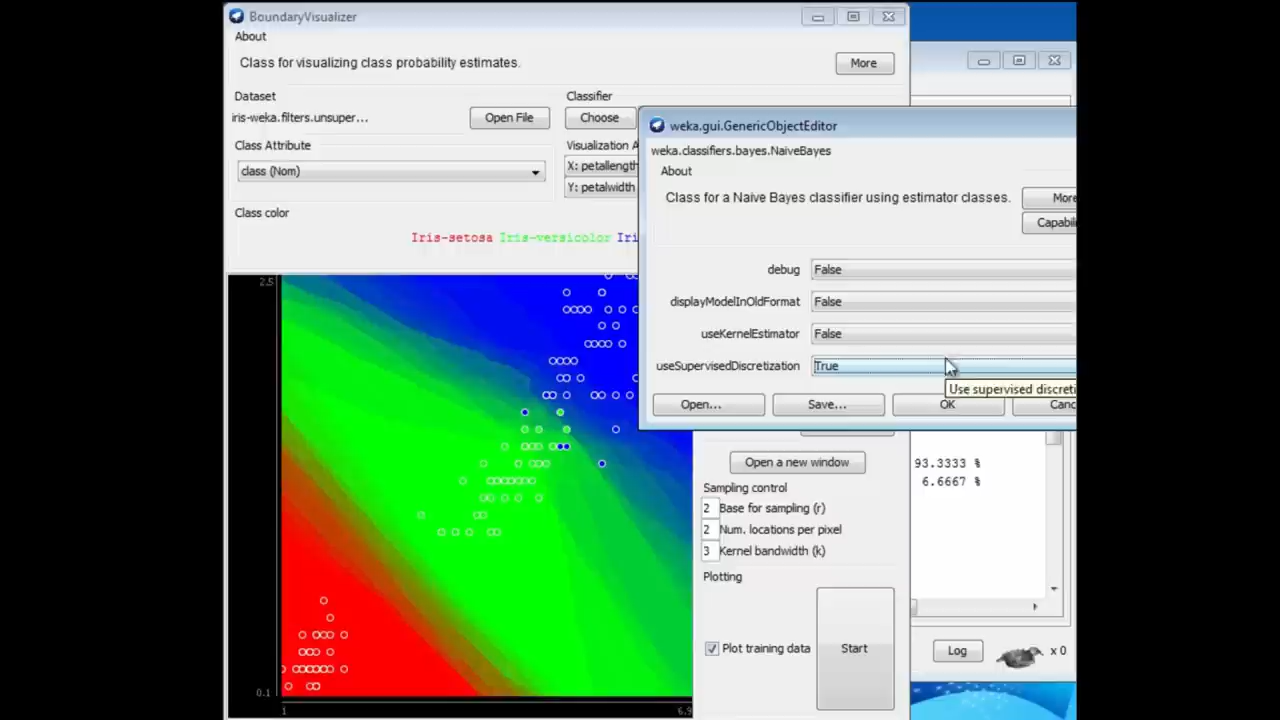 BoundaryVisualizer
About
Class for visualizing class probability estimates.
More
Dataset
Classifier
iris-weka.filters.unsuper...
Open File
Choose
Class Attribute
Visualization A
class (Nom)
X: petallength
Y: petalwidth
Class color
Iris-setosa Iris-versicolor Iri
weka.gui.GenericObjectEditor
weka.classifiers.bayes.NaiveBayes
About
Class for a Naive Bayes classifier using estimator classes.
More
Capabili
debug
False
displayModelInOldFormat
False
useKernelEstimator
False
useSupervisedDiscretization
True
Use supervised discreti
Open...
Save...
OK
Canc
2.5
0.1
1
6.9
Open a new window
Sampling control
2 Base for sampling (r)
2 Num. locations per pixel
3 Kernel bandwidth (k)
Plotting
Plot training data
Start
93.3333 %
6.6667 %
Log
x 0